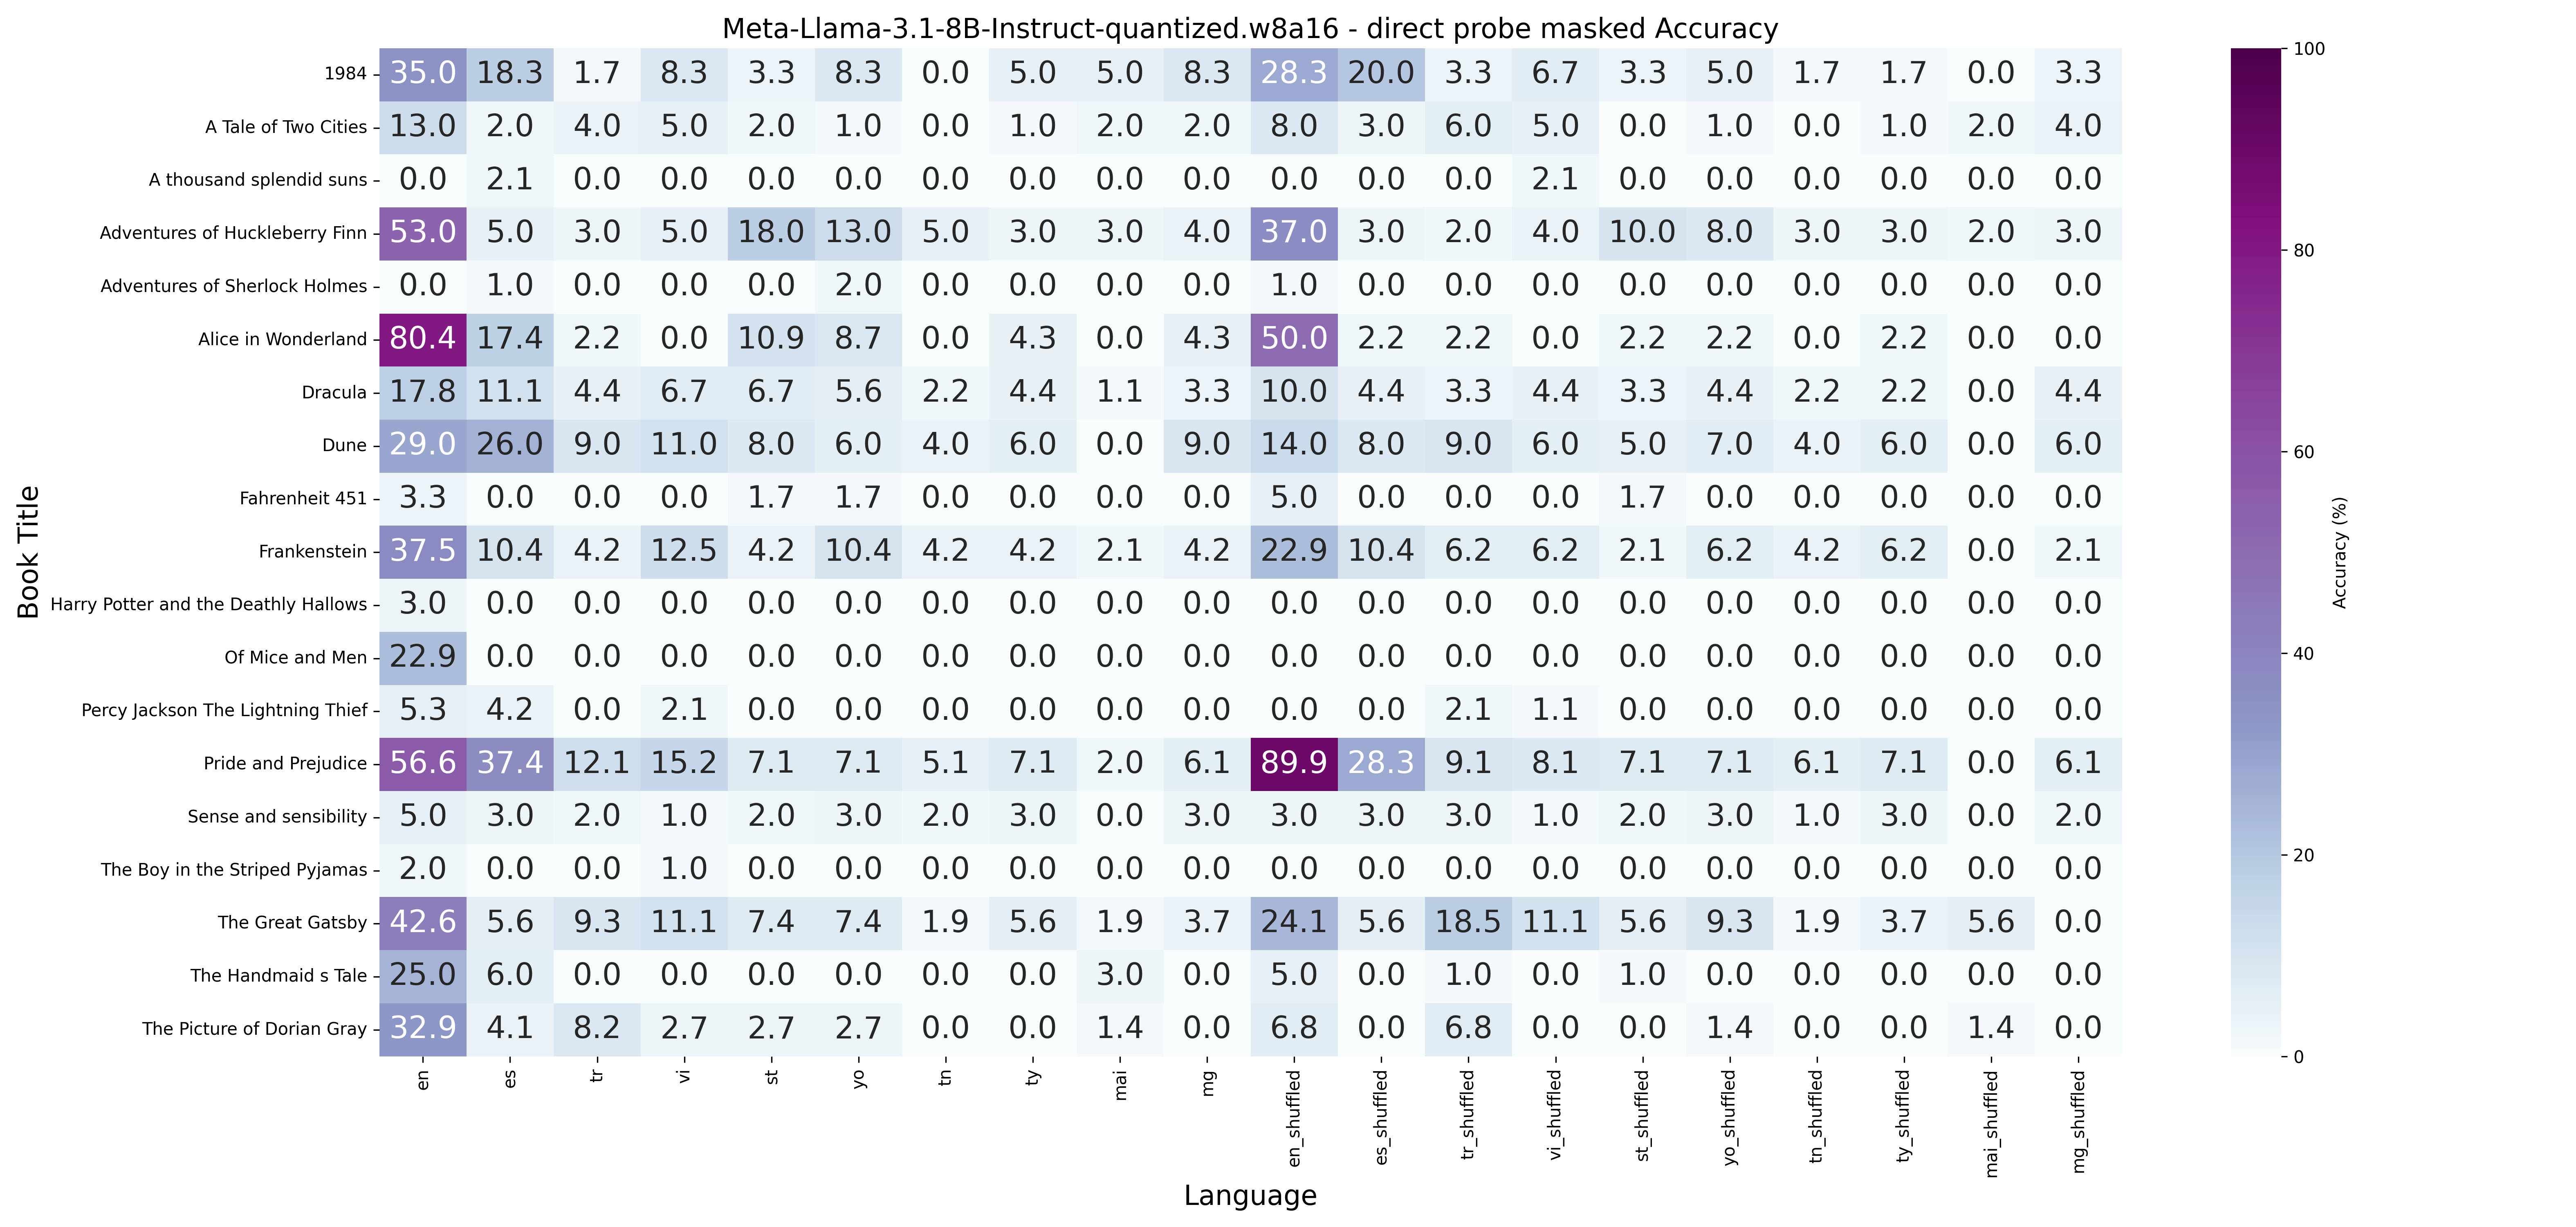 Meta-Llama-3.1-8B-Instruct-quantized.w8a16 - direct probe masked Accuracy
Book Title
1984 35.0 18.3 1.7 8.3 3.3 8.3 0.0 5.0 5.0 8.3 28.3 20.0 3.3 6.7 3.3 5.0 1.7 1.7 0.0 3.3
A Tale of Two Cities 13.0 2.0 4.0 5.0 2.0 1.0 0.0 1.0 2.0 2.0 8.0 3.0 6.0 5.0 0.0 1.0 0.0 1.0 2.0 4.0
A thousand splendid suns 0.0 2.1 0.0 0.0 0.0 0.0 0.0 0.0 0.0 0.0 0.0 0.0 0.0 2.1 0.0 0.0 0.0 0.0 0.0 0.0
Adventures of Huckleberry Finn 53.0 5.0 3.0 5.0 18.0 13.0 5.0 3.0 3.0 4.0 37.0 3.0 2.0 4.0 10.0 8.0 3.0 3.0 2.0 3.0
Adventures of Sherlock Holmes 0.0 1.0 0.0 0.0 0.0 2.0 0.0 0.0 0.0 0.0 1.0 0.0 0.0 0.0 0.0 0.0 0.0 0.0 0.0 0.0
Alice in Wonderland 80.4 17.4 2.2 0.0 10.9 8.7 0.0 4.3 0.0 4.3 50.0 2.2 2.2 0.0 2.2 2.2 0.0 2.2 0.0 0.0
Dracula 17.8 11.1 4.4 6.7 6.7 5.6 2.2 4.4 1.1 3.3 10.0 4.4 3.3 4.4 3.3 4.4 2.2 2.2 0.0 4.4
Dune 29.0 26.0 9.0 11.0 8.0 6.0 4.0 6.0 0.0 9.0 14.0 8.0 9.0 6.0 5.0 7.0 4.0 6.0 0.0 6.0
Fahrenheit 451 3.3 0.0 0.0 0.0 1.7 1.7 0.0 0.0 0.0 0.0 5.0 0.0 0.0 0.0 1.7 0.0 0.0 0.0 0.0 0.0
Frankenstein 37.5 10.4 4.2 12.5 4.2 10.4 4.2 4.2 2.1 4.2 22.9 10.4 6.2 6.2 2.1 6.2 4.2 6.2 0.0 2.1
Harry Potter and the Deathly Hallows 3.0 0.0 0.0 0.0 0.0 0.0 0.0 0.0 0.0 0.0 0.0 0.0 0.0 0.0 0.0 0.0 0.0 0.0 0.0 0.0
Of Mice and Men 22.9 0.0 0.0 0.0 0.0 0.0 0.0 0.0 0.0 0.0 0.0 0.0 0.0 0.0 0.0 0.0 0.0 0.0 0.0 0.0
Percy Jackson The Lightning Thief 5.3 4.2 0.0 2.1 0.0 0.0 0.0 0.0 0.0 0.0 0.0 0.0 2.1 1.1 0.0 0.0 0.0 0.0 0.0 0.0
Pride and Prejudice 56.6 37.4 12.1 15.2 7.1 7.1 5.1 7.1 2.0 6.1 89.9 28.3 9.1 8.1 7.1 7.1 6.1 7.1 0.0 6.1
Sense and sensibility 5.0 3.0 2.0 1.0 2.0 3.0 2.0 3.0 0.0 3.0 3.0 3.0 3.0 1.0 2.0 3.0 1.0 3.0 0.0 2.0
The Boy in the Striped Pyjamas 2.0 0.0 0.0 1.0 0.0 0.0 0.0 0.0 0.0 0.0 0.0 0.0 0.0 0.0 0.0 0.0 0.0 0.0 0.0 0.0
The Great Gatsby 42.6 5.6 9.3 11.1 7.4 7.4 1.9 5.6 1.9 3.7 24.1 5.6 18.5 11.1 5.6 9.3 1.9 3.7 5.6 0.0
The Handmaid s Tale 25.0 6.0 0.0 0.0 0.0 0.0 0.0 0.0 3.0 0.0 5.0 0.0 1.0 0.0 1.0 0.0 0.0 0.0 0.0 0.0
The Picture of Dorian Gray 32.9 4.1 8.2 2.7 2.7 2.7 0.0 0.0 1.4 0.0 6.8 0.0 6.8 0.0 0.0 1.4 0.0 0.0 1.4 0.0
en es tr vi st yo tn ty mai mg en_shuffled es_shuffled tr_shuffled vi_shuffled st_shuffled yo_shuffled tn_shuffled ty_shuffled mai_shuffled mg_shuffled
Language
100
80
60
40
20
0
Accuracy (%)